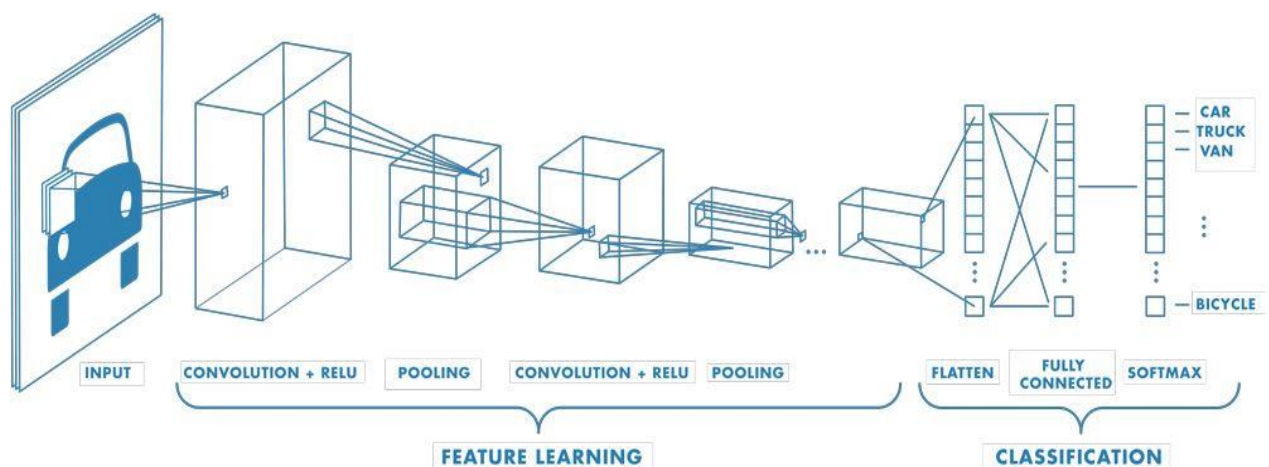 CAR
TRUCK
VAN
BICYCLE
INPUT
CONVOLUTION + RELU
POOLING
CONVOLUTION + RELU
POOLING
FLATTEN
FULLY
CONNECTED
SOFTMAX
FEATURE LEARNING
CLASSIFICATION